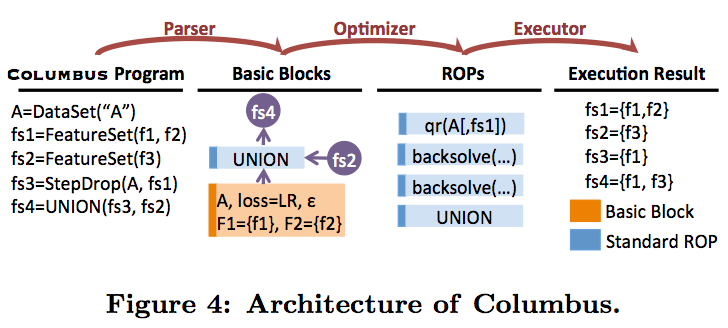 Parser
Optimizer
Executor
COLUMBUS Program
Basic Blocks
ROPs
Execution Result
A=DataSet(“A”)
fs1=FeatureSet(f1, f2)
fs2=FeatureSet(f3)
fs3=StepDrop(A, fs1)
fs4=UNION(fs3, fs2)
fs4
UNION
fs2
A, loss=LR, ε
F1={f1}, F2={f2}
qr(A[,fs1])
backsolve(...)
backsolve(...)
UNION
fs1={f1,f2}
fs2={f3}
fs3={f1}
fs4={f1, f3}
Basic Block
Standard ROP
Figure 4: Architecture of Columbus.